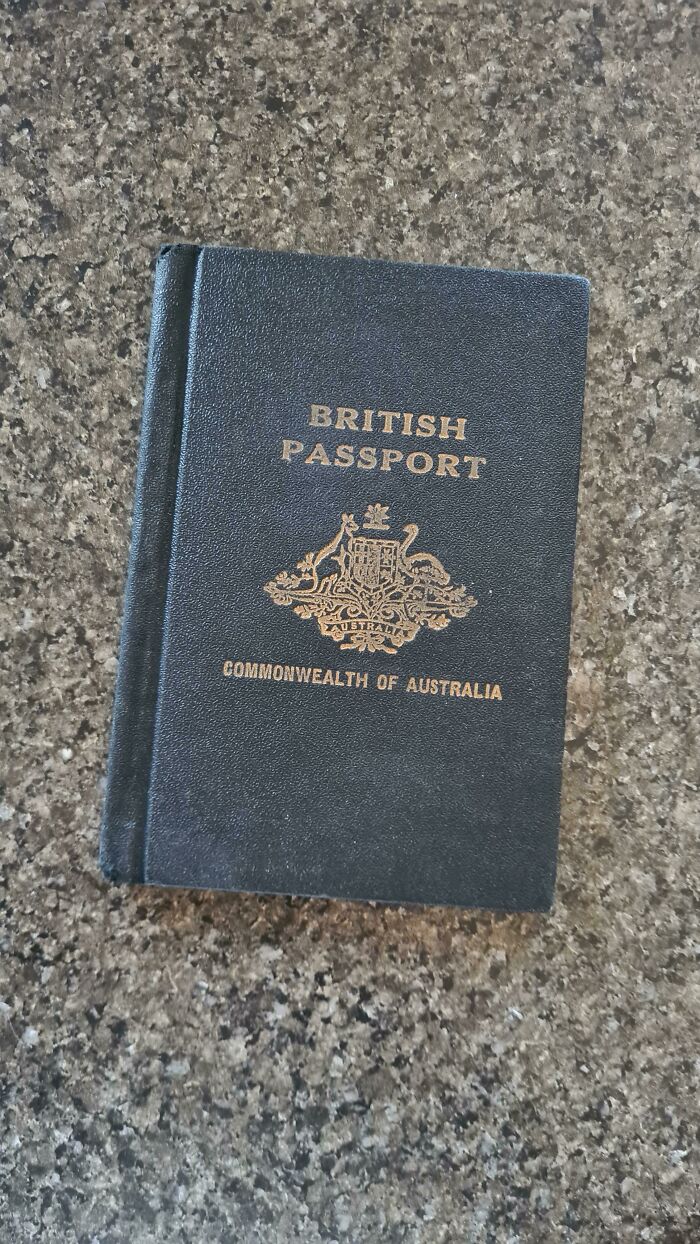 BRITISH
PASSPORT
AUSTRALIA
COMMONWEALTH OF AUSTRALIA